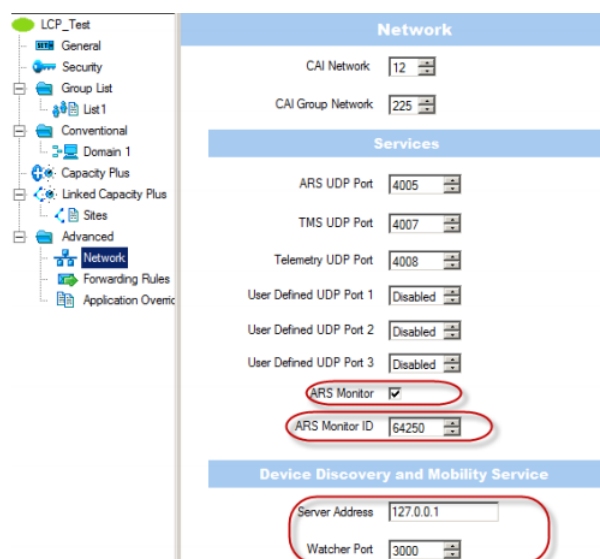 LCP_Test
General
Security
Group List
List1
Conventional
Domain 1
Capacity Plus
Linked Capacity Plus
Sites
Advanced
Network
Forwarding Rules
Application Overric
Network
CAI Network 12
CAI Group Network 225
Services
ARS UDP Port 4005
TMS UDP Port 4007
Telemetry UDP Port 4008
User Defined UDP Port 1 Disabled
User Defined UDP Port 2 Disabled
User Defined UDP Port 3 Disabled
ARS Monitor
ARS Monitor ID 64250
Device Discovery and Mobility Service
Server Address 127.0.0.1
Watcher Port 3000